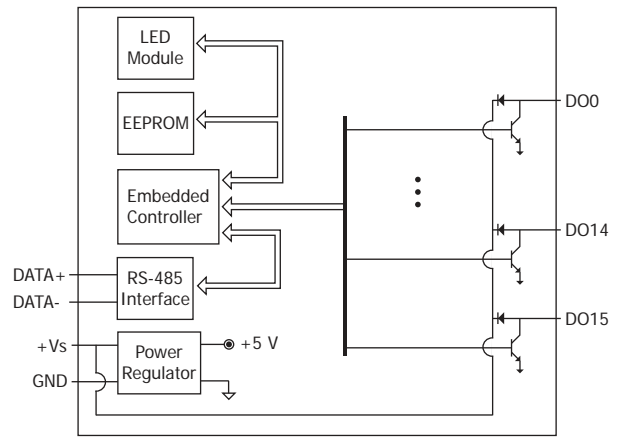 LED
Module
EEPROM
Embedded
Controller
RS-485
Interface
Power
Regulator
DATA+
DATA-
+Vs
GND
+5 V
DO0
DO14
DO15